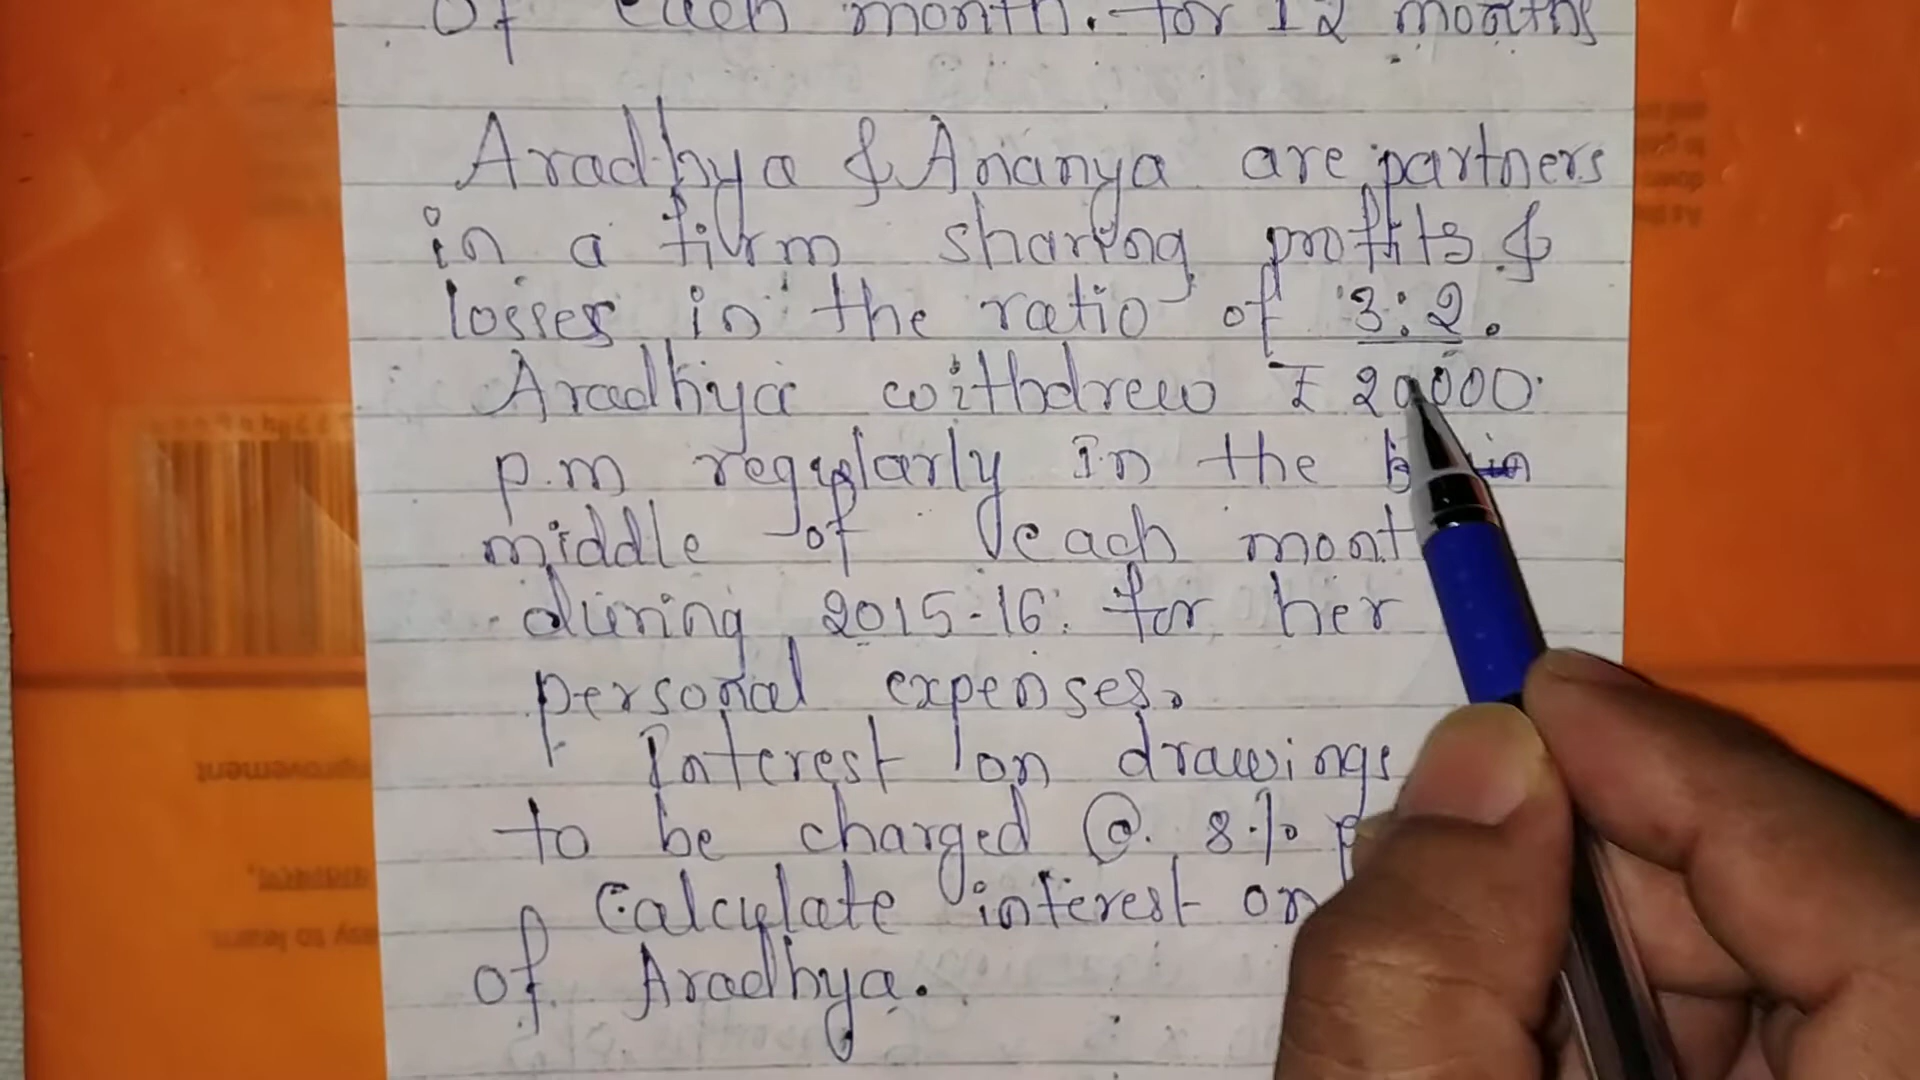 of each month. for 12 months
Aradhya & Ananya are partners
in a firm sharing profits &
losses in the ratio of 3:2.
Aradhya withdrew ₹ 20000
p.m regularly in the
middle of each mont
during 2015-16. for her
personal expenses.
Interest on drawings
to be charged @. 8% p
Calculate interest on
of Aradhya.